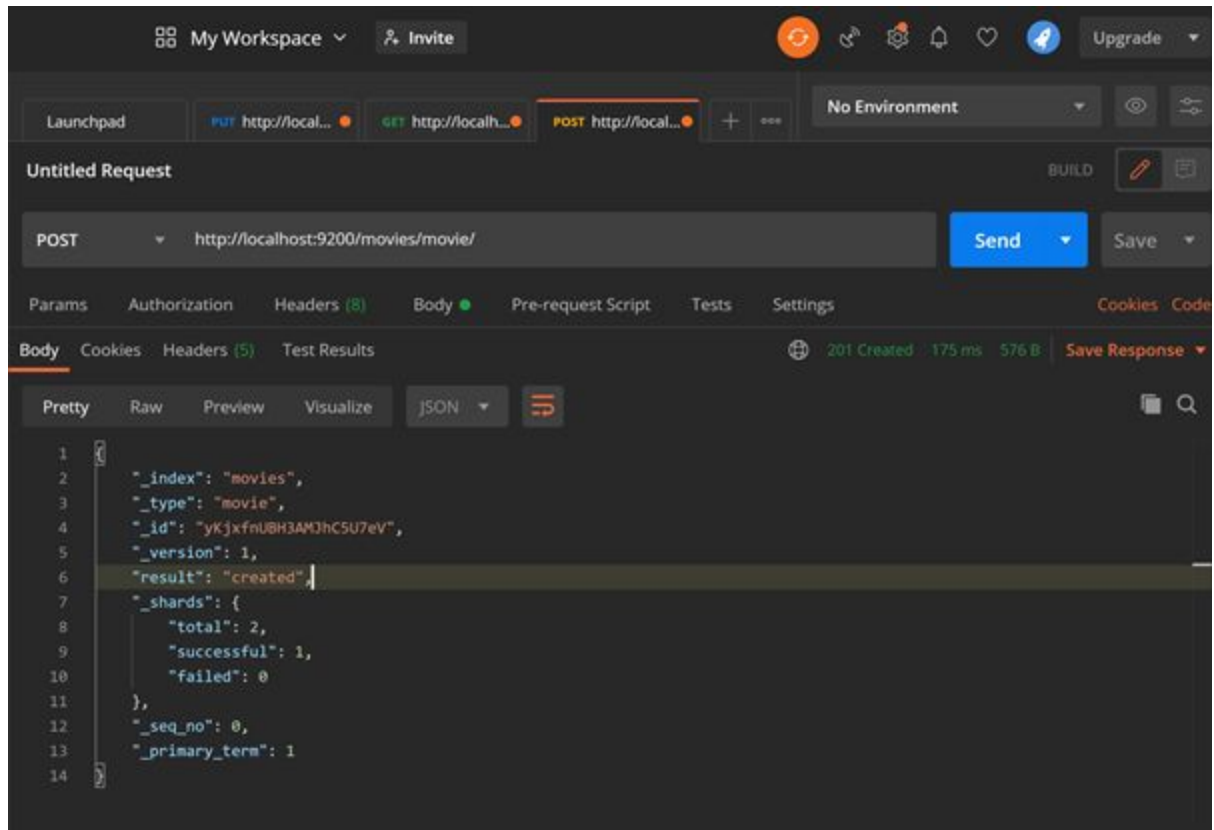 My Workspace Invite Upgrade
Launchpad PUT http://local... GET http://localh... POST http://local... No Environment
Untitled Request BUILD
POST http://localhost:9200/movies/movie/ Send Save
Params Authorization Headers (8) Body Pre-request Script Tests Settings Cookies Code
Body Cookies Headers (5) Test Results 201 Created 175 ms 576 B Save Response
Pretty Raw Preview Visualize JSON
1 {
2 "_index": "movies",
3 "_type": "movie",
4 "_id": "yKjxfnUBH3AMJhC5U7eV",
5 "_version": 1,
6 "result": "created",
7 "_shards": {
8 "total": 2,
9 "successful": 1,
10 "failed": 0
11 },
12 "_seq_no": 0,
13 "_primary_term": 1
14 }